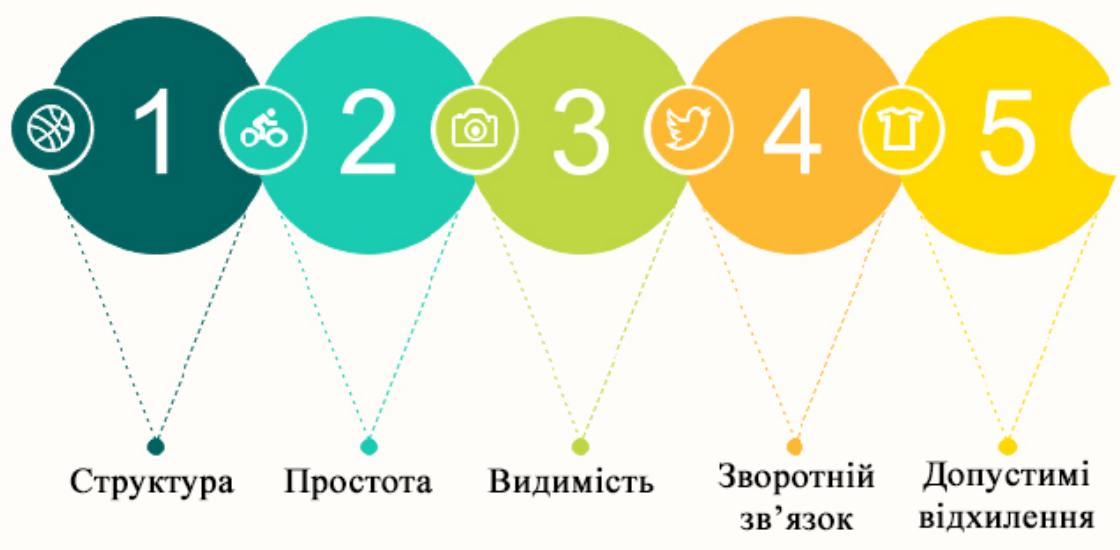 1
2
3
4
5
Структура
Простота
Видимість
Зворотній
зв’язок
Допустимі
відхилення